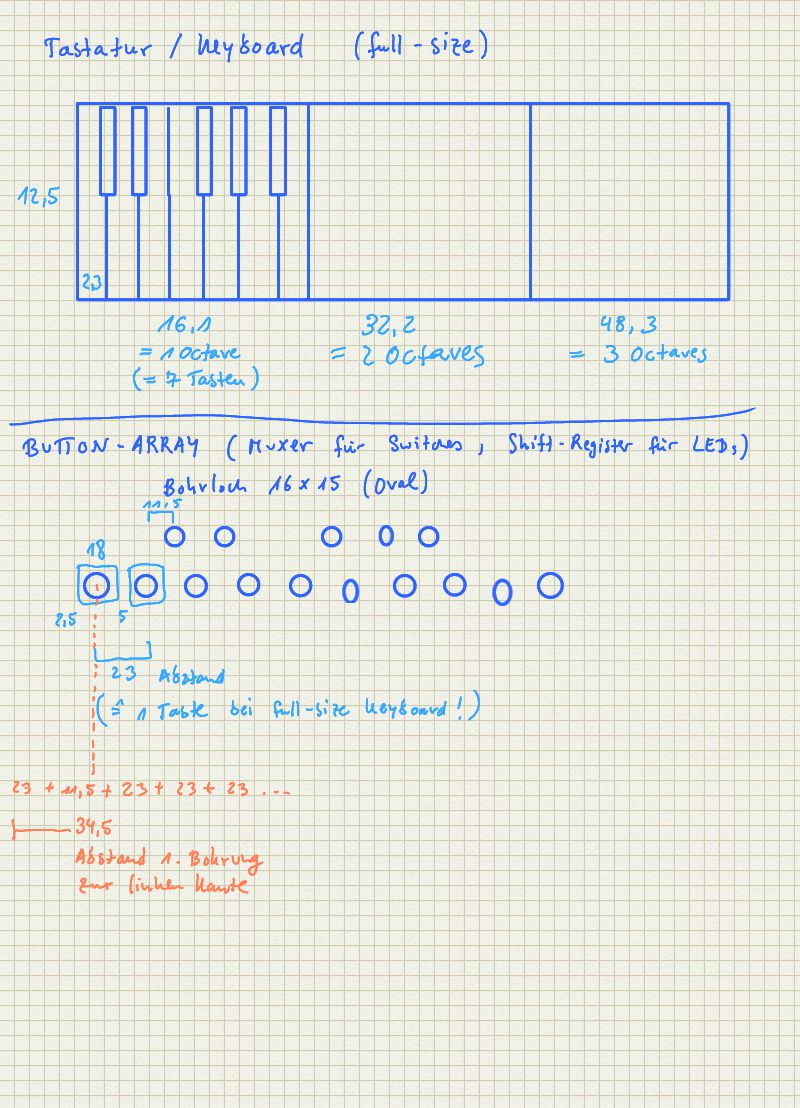 Tastatur / Keyboard (full-size)
12,5
2,3
16,1
= 1 Octave
(= 7 Tasten)
32,2
= 2 Octaves
48,3
= 3 Octaves
BUTTON-ARRAY (Muxer für Switches, Shift-Register für LEDs)
Bohrloch 16 x 15 (Oval)
11,5
18
2,5
5
23 Abstand
(≙ 1 Taste bei full-size Keyboard!)
23 + 11,5 + 23 + 23 + 23 ...
34,5
Abstand 1. Bohrung
zur linken Kante